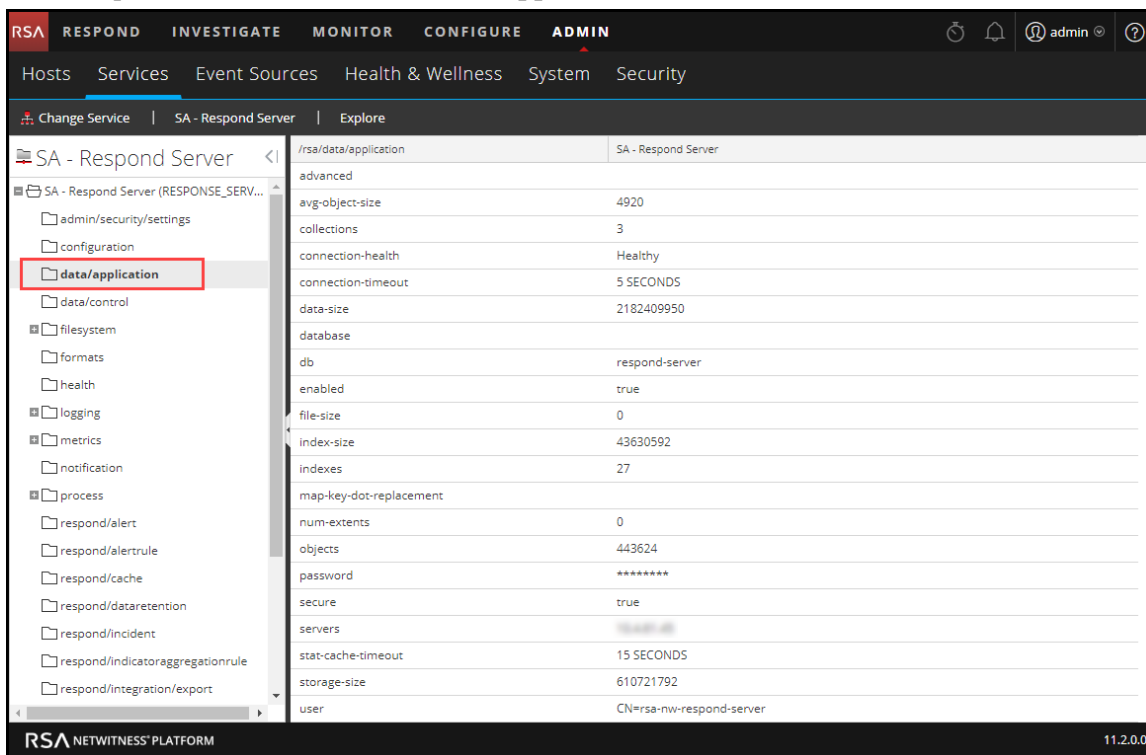 RSA RESPOND INVESTIGATE MONITOR CONFIGURE ADMIN admin ?
Hosts Services Event Sources Health & Wellness System Security
Change Service | SA - Respond Server | Explore
SA - Respond Server
SA - Respond Server (RESPONSE_SERV...
admin/security/settings
configuration
data/application
data/control
filesystem
formats
health
logging
metrics
notification
process
respond/alert
respond/alertrule
respond/cache
respond/dataretention
respond/incident
respond/indicatoraggregationrule
respond/integration/export
/rsa/data/application SA - Respond Server
advanced
avg-object-size 4920
collections 3
connection-health Healthy
connection-timeout 5 SECONDS
data-size 2182409950
database
db respond-server
enabled true
file-size 0
index-size 43630592
indexes 27
map-key-dot-replacement
num-extents 0
objects 443624
password ********
secure true
servers
stat-cache-timeout 15 SECONDS
storage-size 610721792
user CN=rsa-nw-respond-server
RSA NETWITNESS® PLATFORM 11.2.0.0